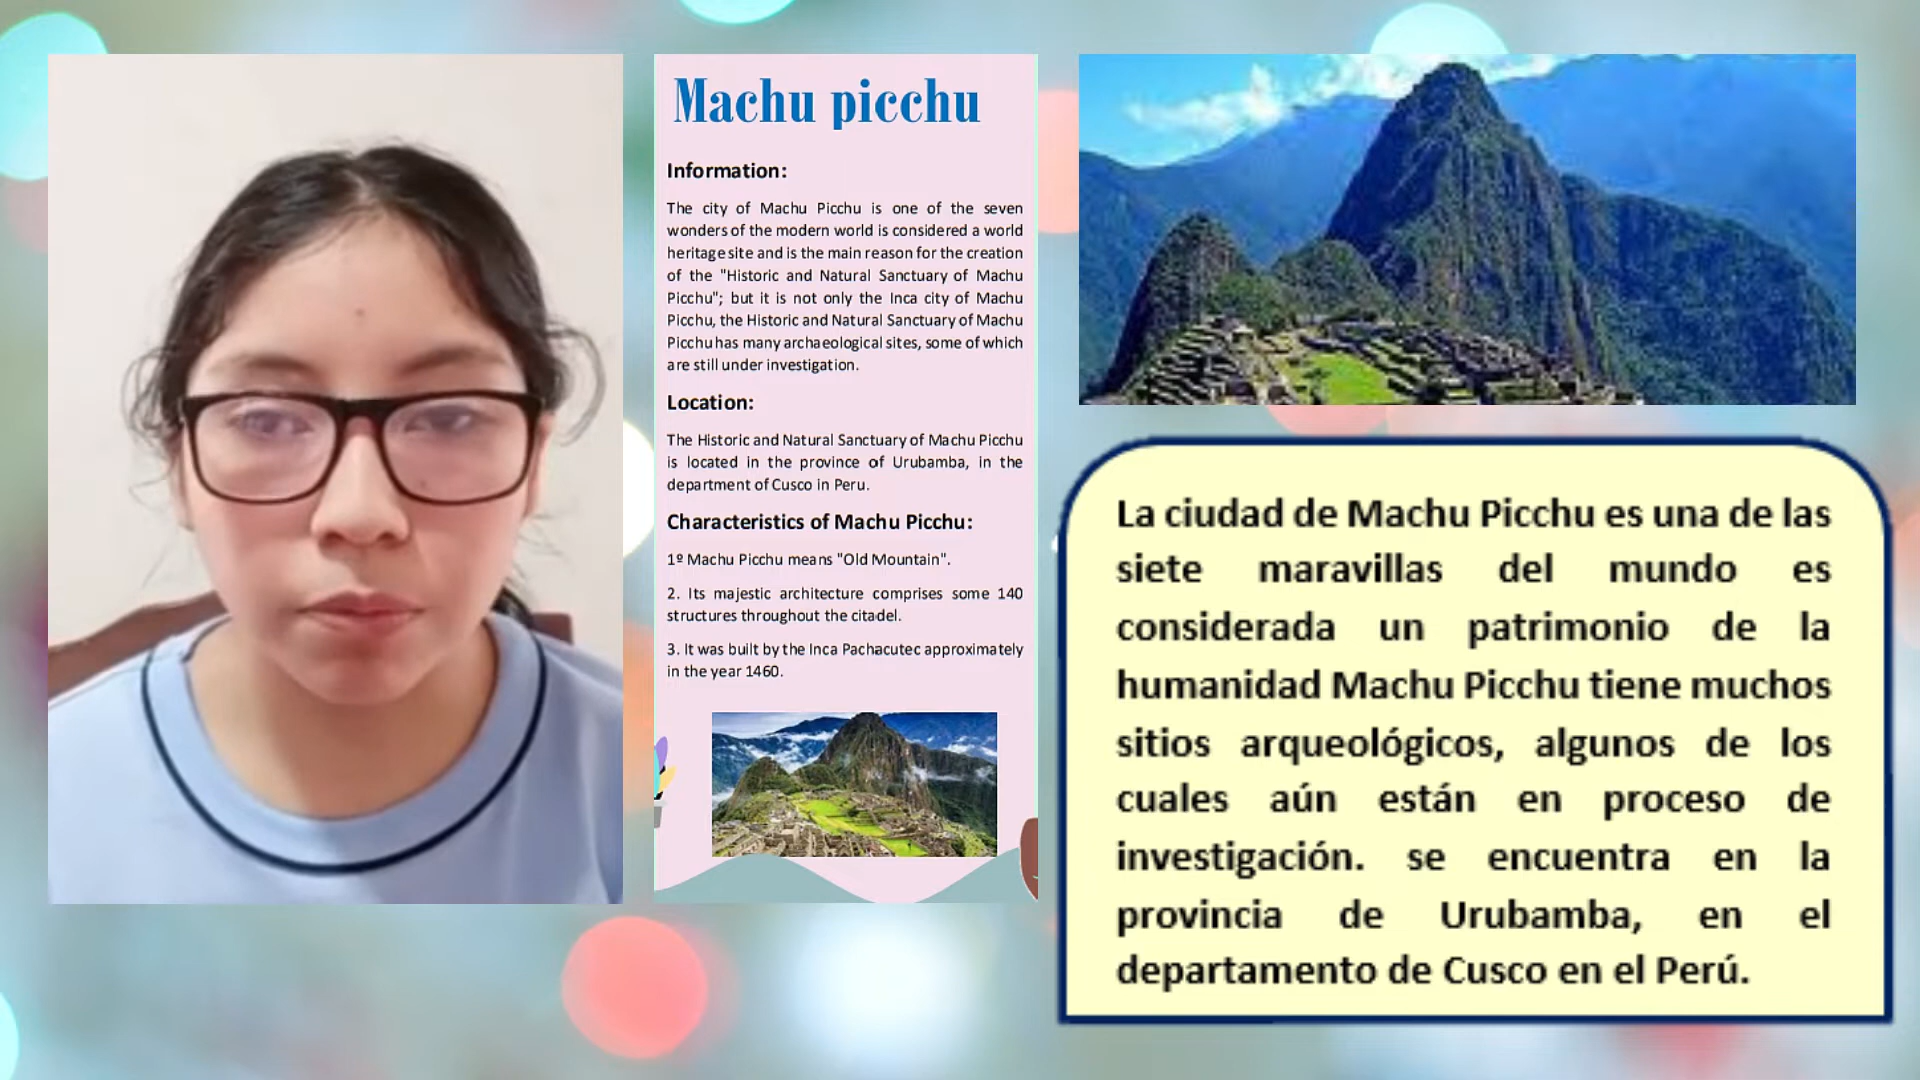 Machu picchu
Information:
The city of Machu Picchu is one of the seven
wonders of the modern world is considered a world
heritage site and is the main reason for the creation
of the "Historic and Natural Sanctuary of Machu
Picchu"; but it is not only the Inca city of Machu
Picchu, the Historic and Natural Sanctuary of Machu
Picchu has many archaeological sites, some of which
are still under investigation.
Location:
The Historic and Natural Sanctuary of Machu Picchu
is located in the province of Urubamba, in the
department of Cusco in Peru.
Characteristics of Machu Picchu:
1º Machu Picchu means "Old Mountain".
2. Its majestic architecture comprises some 140
structures throughout the citadel.
3. It was built by the Inca Pachacutec approximately
in the year 1460.
La ciudad de Machu Picchu es una de las
siete maravillas del mundo es
considerada un patrimonio de la
humanidad Machu Picchu tiene muchos
sitios arqueológicos, algunos de los
cuales aún están en proceso de
investigación. se encuentra en la
provincia de Urubamba, en el
departamento de Cusco en el Perú.